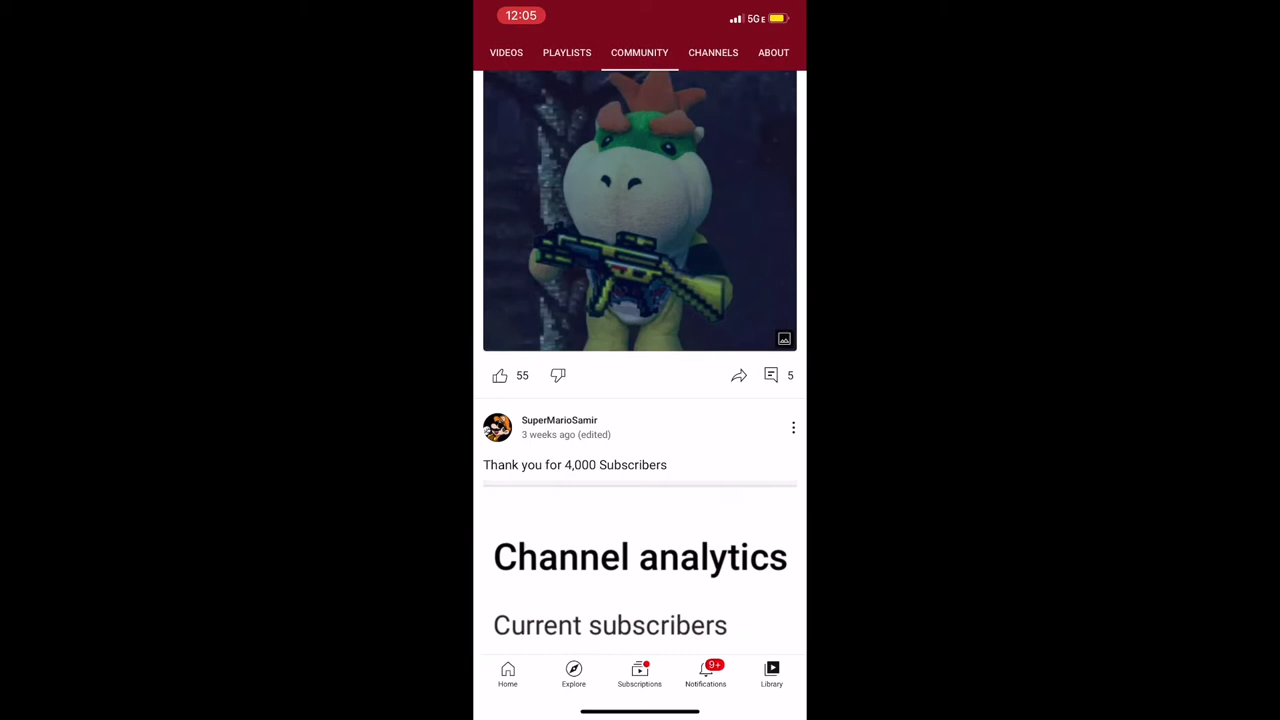 12:05
5GE
VIDEOS PLAYLISTS COMMUNITY CHANNELS ABOUT
55
5
SuperMarioSamir
3 weeks ago (edited)
Thank you for 4,000 Subscribers
Channel analytics
Current subscribers
9+
Home Explore Subscriptions Notifications Library